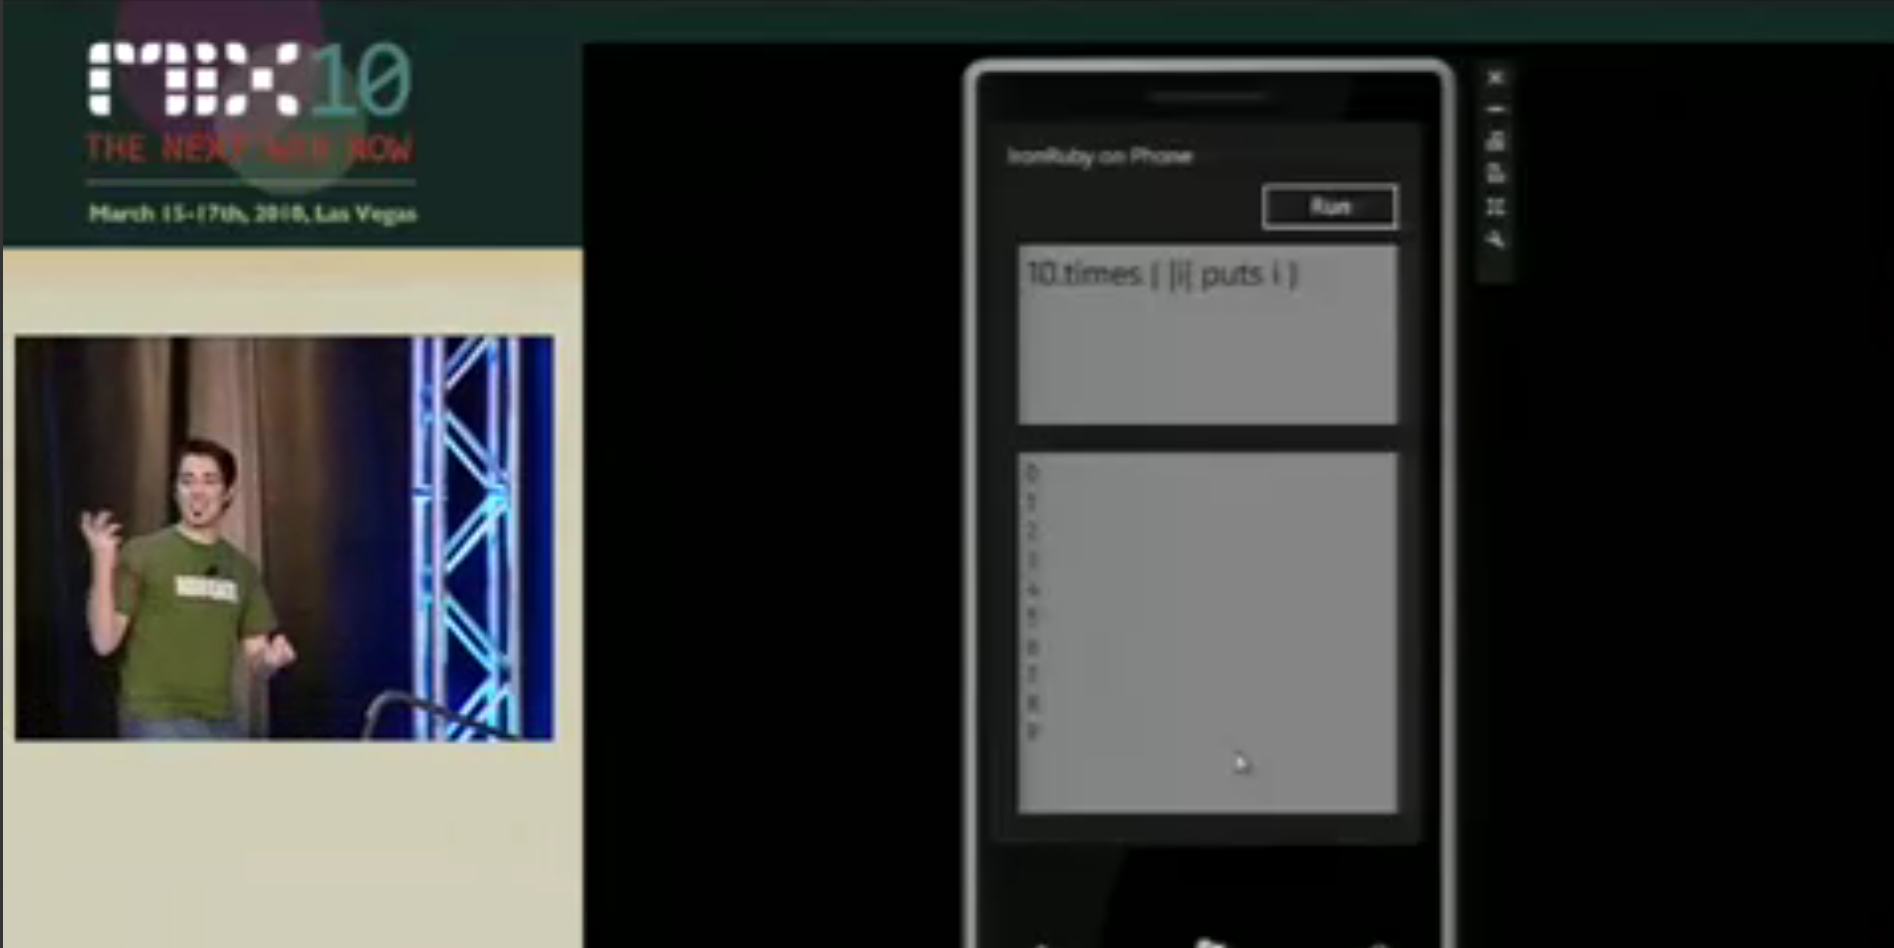 MIX10
THE NEXT WEB NOW
March 15-17th, 2010, Las Vegas
IronRuby on Phone
Run
10.times { |i| puts i }
0
1
2
3
4
5
6
7
8
9